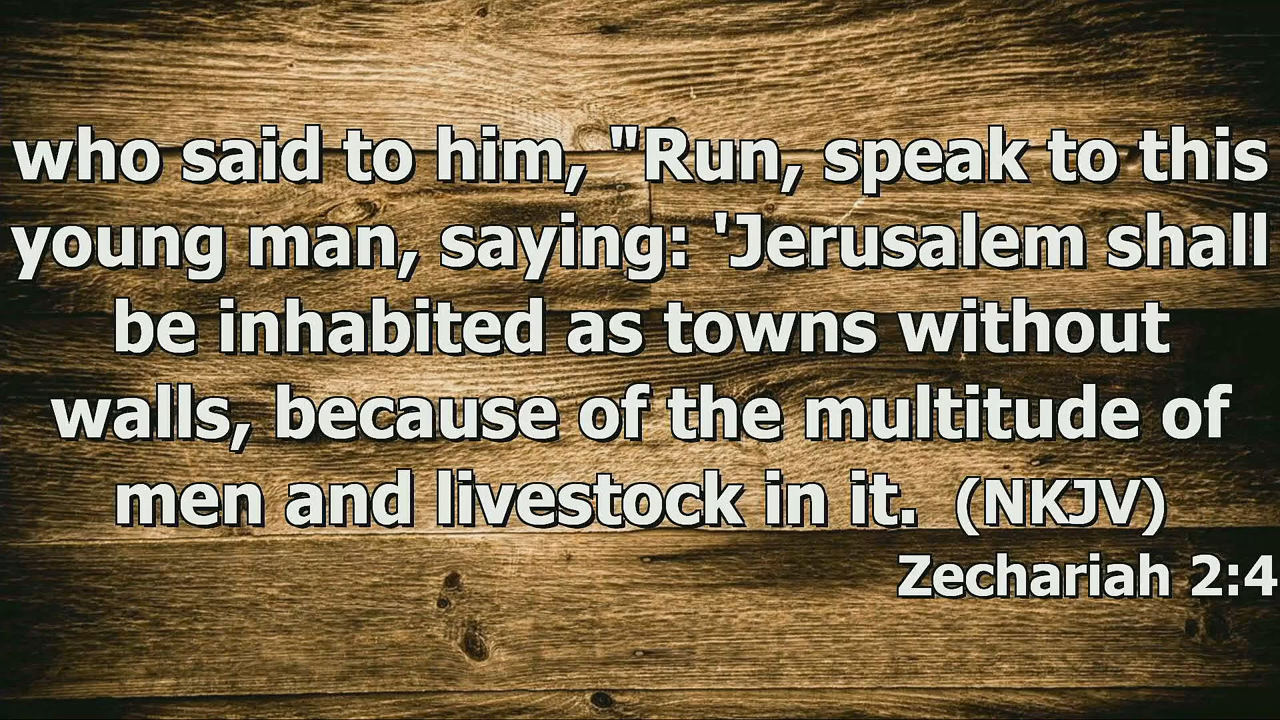 who said to him, "Run, speak to this
young man, saying: 'Jerusalem shall
be inhabited as towns without
walls, because of the multitude of
men and livestock in it.  (NKJV)
Zechariah 2:4